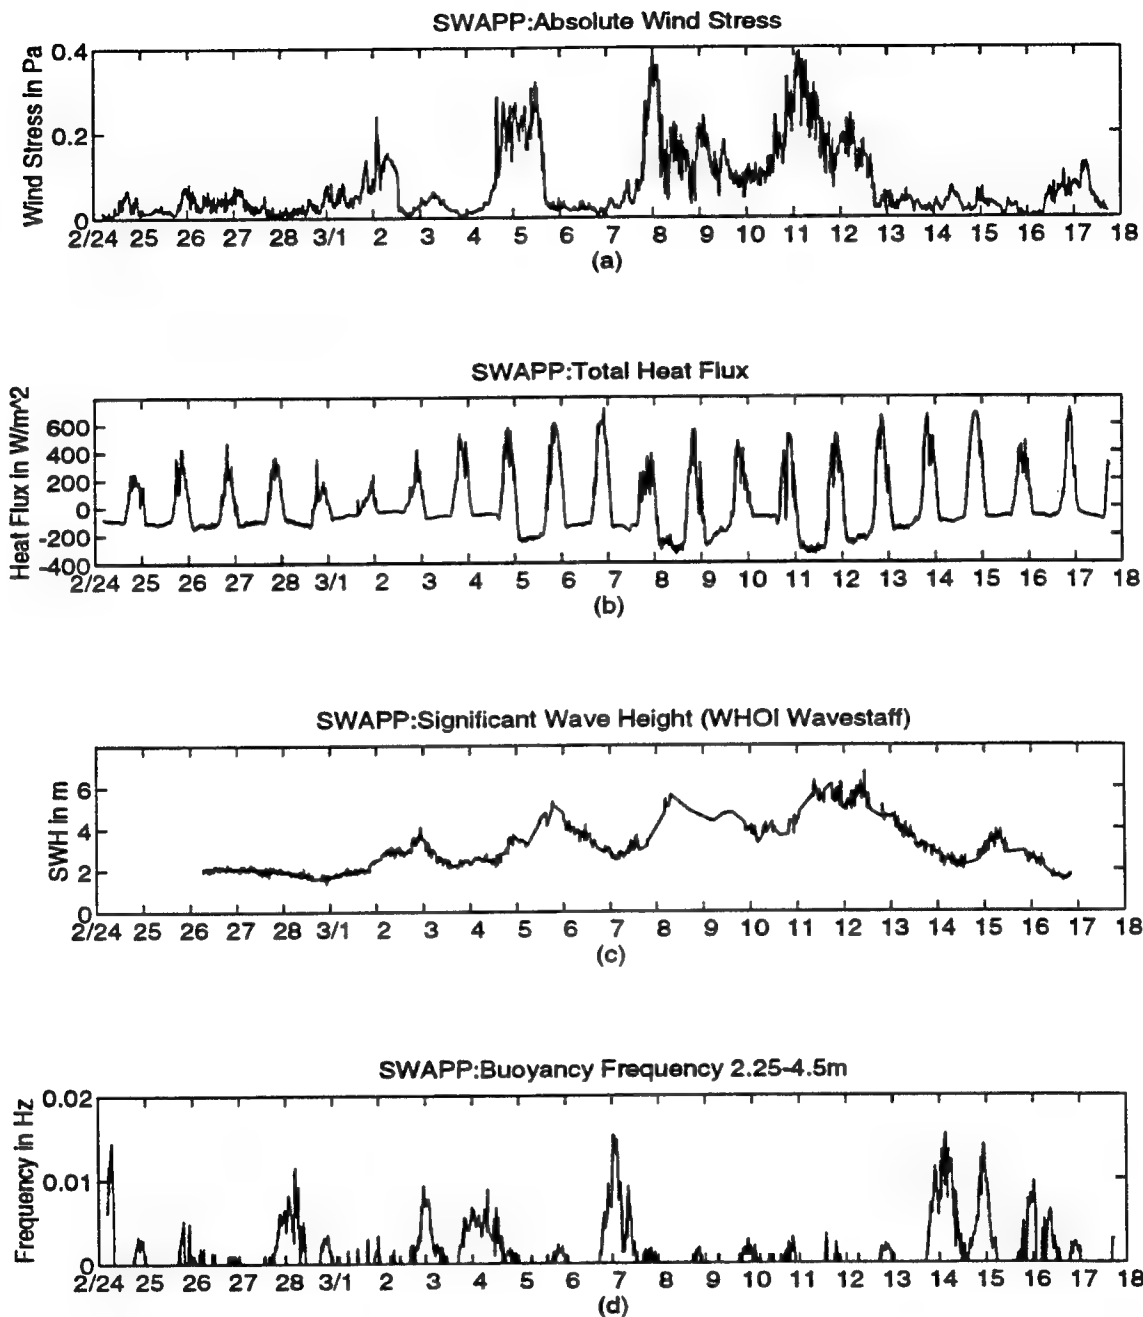 SWAPP:Absolute Wind Stress
Wind Stress in Pa
0.4
0.2
0
2/24 25 26 27 28 3/1 2 3 4 5 6 7 8 9 10 11 12 13 14 15 16 17 18
(a)
SWAPP:Total Heat Flux
Heat Flux in W/m^2
600
400
200
0
-200
-400
2/24 25 26 27 28 3/1 2 3 4 5 6 7 8 9 10 11 12 13 14 15 16 17 18
(b)
SWAPP:Significant Wave Height (WHOI Wavestaff)
SWH in m
6
4
2
0
2/24 25 26 27 28 3/1 2 3 4 5 6 7 8 9 10 11 12 13 14 15 16 17 18
(c)
SWAPP:Buoyancy Frequency 2.25-4.5m
Frequency in Hz
0.02
0.01
0
2/24 25 26 27 28 3/1 2 3 4 5 6 7 8 9 10 11 12 13 14 15 16 17 18
(d)